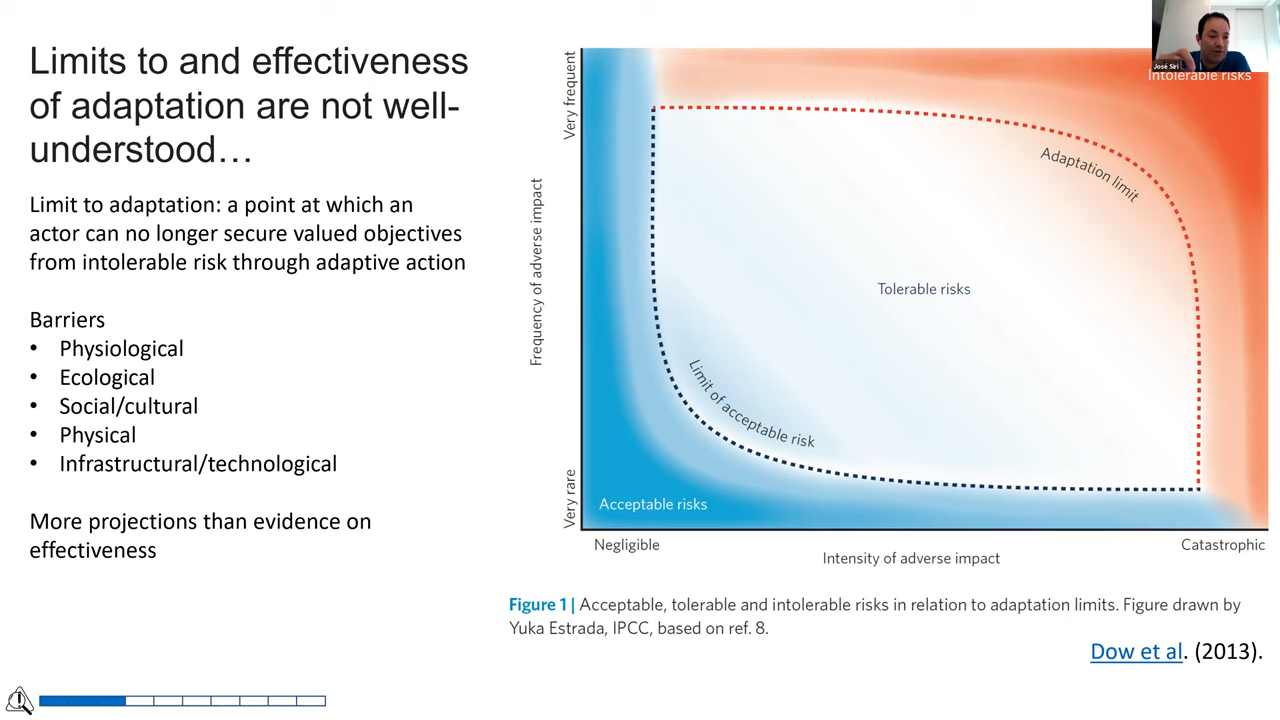 Limits to and effectiveness
of adaptation are not well-
understood…
Limit to adaptation: a point at which an
actor can no longer secure valued objectives
from intolerable risk through adaptive action
Barriers
• Physiological
• Ecological
• Social/cultural
• Physical
• Infrastructural/technological
More projections than evidence on
effectiveness
José Siri
Intolerable risks
Very frequent
Adaptation limit
Frequency of adverse impact
Tolerable risks
Limit of acceptable risk
Very rare
Acceptable risks
Negligible
Intensity of adverse impact
Catastrophic
Figure 1 | Acceptable, tolerable and intolerable risks in relation to adaptation limits. Figure drawn by
Yuka Estrada, IPCC, based on ref. 8.
Dow et al. (2013).